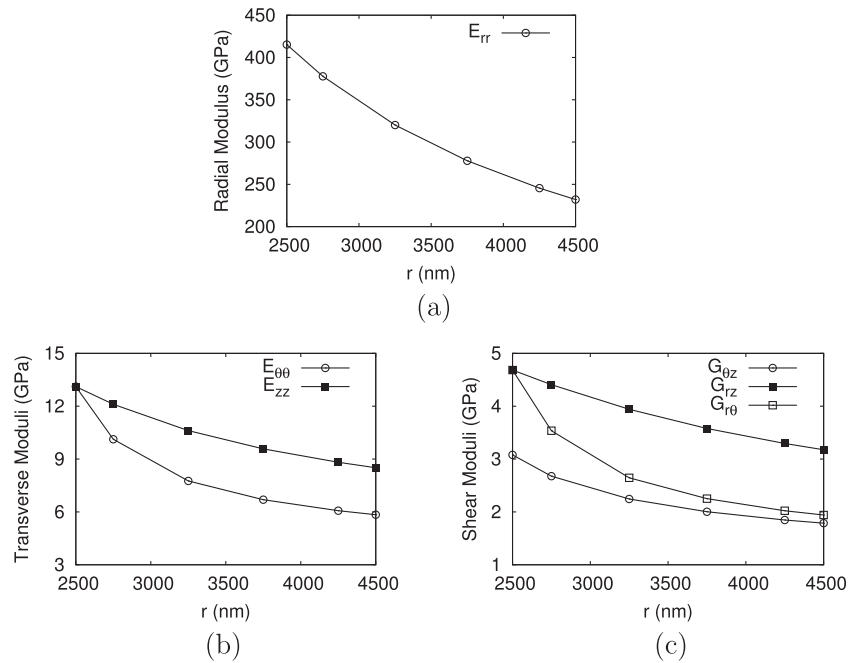 450
400
350
300
250
200
Radial Modulus (GPa)
E_rr
2500 3000 3500 4000 4500
r (nm)
(a)
15
12
9
6
3
Transverse Moduli (GPa)
E_θθ
E_zz
2500 3000 3500 4000 4500
r (nm)
(b)
5
4
3
2
1
Shear Moduli (GPa)
G_θz
G_rz
G_rθ
2500 3000 3500 4000 4500
r (nm)
(c)